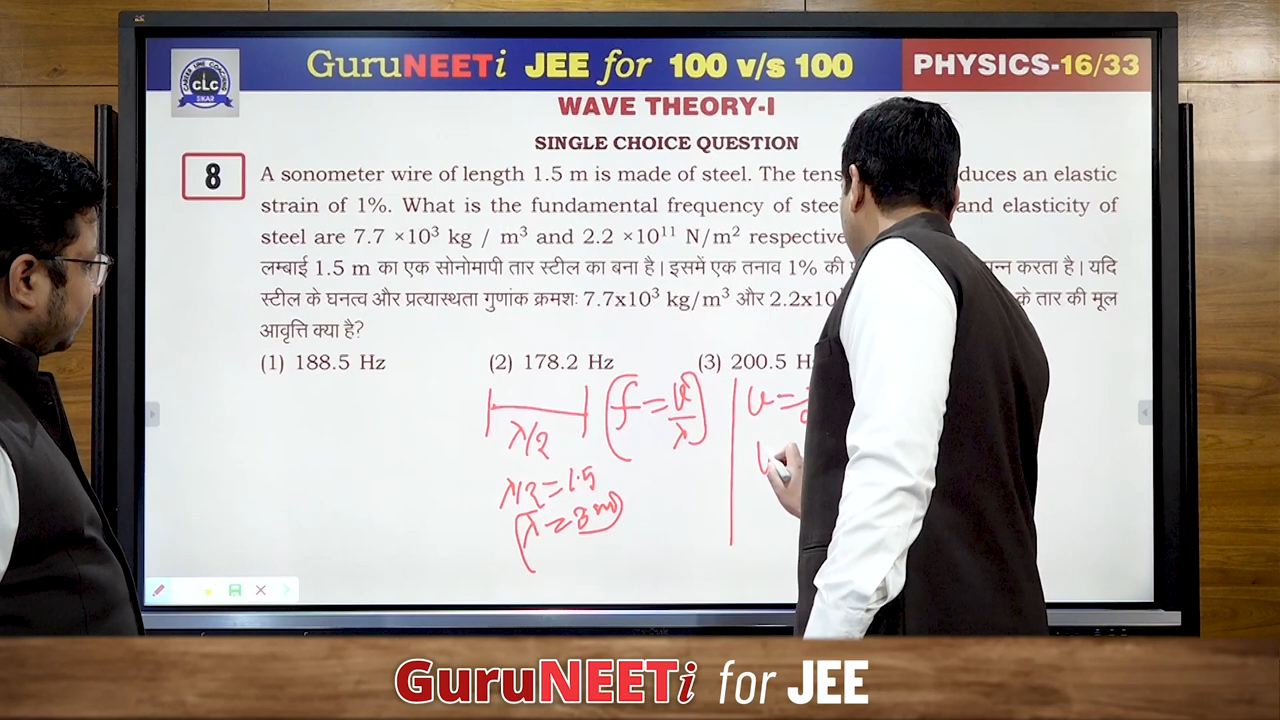 GuruNEETi JEE for 100 v/s 100
PHYSICS-16/33
CLC
SIKAR
WAVE THEORY-I
SINGLE CHOICE QUESTION
8
A sonometer wire of length 1.5 m is made of steel. The tens duces an elastic
strain of 1%. What is the fundamental frequency of stee and elasticity of
steel are 7.7 ×10³ kg / m³ and 2.2 ×10¹¹ N/m² respective
लम्बाई 1.5 m का एक सोनोमापी तार स्टील का बना है। इसमें एक तनाव 1% की न्न करता है। यदि
स्टील के घनत्व और प्रत्यास्थता गुणांक क्रमशः 7.7x10³ kg/m³ और 2.2x10 के तार की मूल
आवृत्ति क्या है?
(1) 188.5 Hz (2) 178.2 Hz (3) 200.5 H
λ/2
f = v/λ
v =
λ/2 = 1.5
λ = 3 m
GuruNEETi for JEE